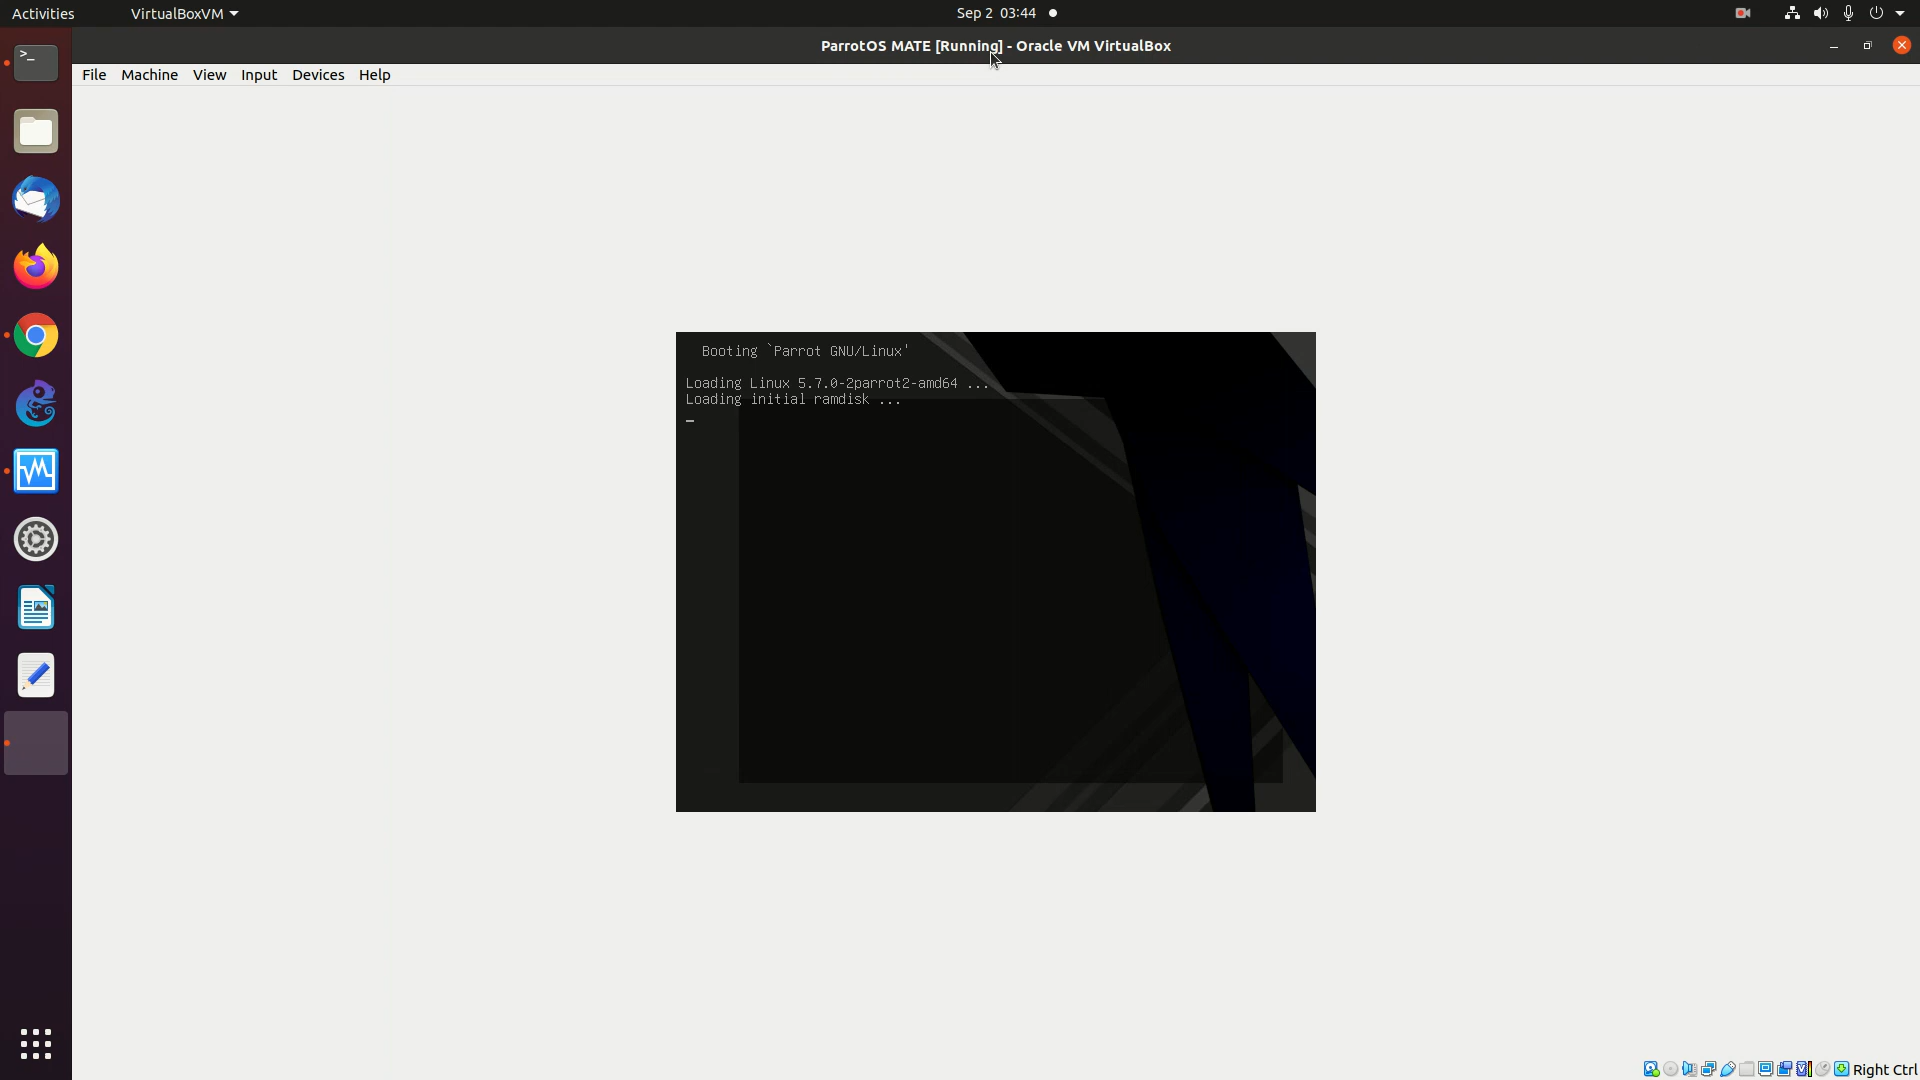 Activities
VirtualBoxVM
Sep 2 03:44
ParrotOS MATE [Running] - Oracle VM VirtualBox
File Machine View Input Devices Help
Booting `Parrot GNU/Linux'
Loading Linux 5.7.0-2parrot2-amd64 ...
Loading initial ramdisk ...
Right Ctrl